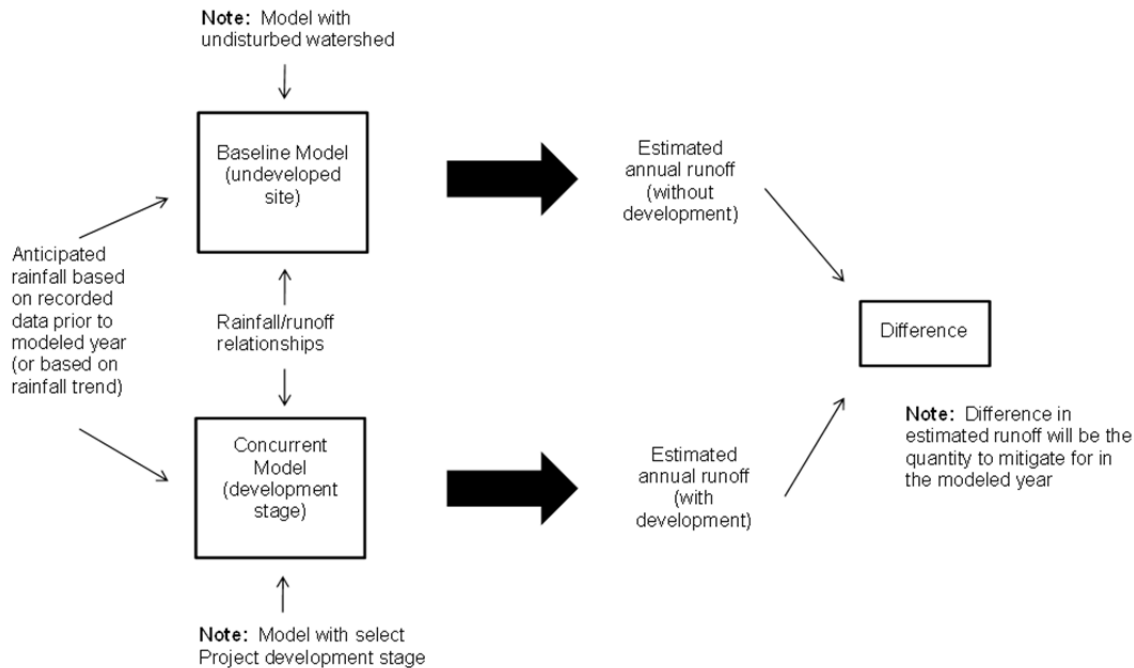 Note: Model with
undisturbed watershed
Baseline Model
(undeveloped
site)
Estimated
annual runoff
(without
development)
Anticipated
rainfall based
on recorded
data prior to
modeled year
(or based on
rainfall trend)
Rainfall/runoff
relationships
Difference
Note: Difference in
estimated runoff will be the
quantity to mitigate for in
the modeled year
Concurrent
Model
(development
stage)
Estimated
annual runoff
(with
development)
Note: Model with select
Project development stage